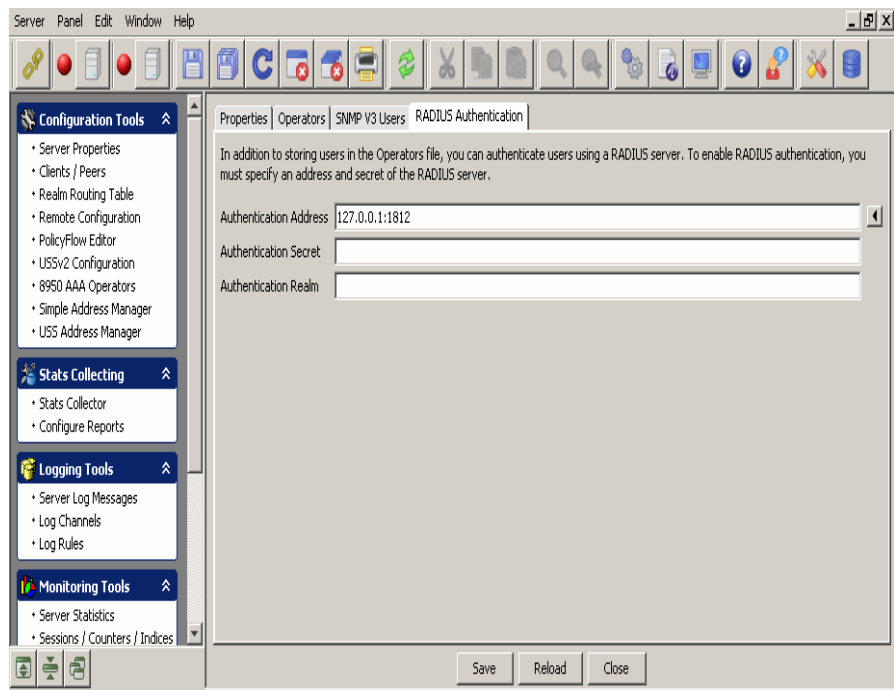 Server Panel Edit Window Help
Configuration Tools
Server Properties
Clients / Peers
Realm Routing Table
Remote Configuration
PolicyFlow Editor
USSv2 Configuration
8950 AAA Operators
Simple Address Manager
USS Address Manager
Stats Collecting
Stats Collector
Configure Reports
Logging Tools
Server Log Messages
Log Channels
Log Rules
Monitoring Tools
Server Statistics
Sessions / Counters / Indices
Properties Operators SNMP V3 Users RADIUS Authentication
In addition to storing users in the Operators file, you can authenticate users using a RADIUS server. To enable RADIUS authentication, you
must specify an address and secret of the RADIUS server.
Authentication Address 127.0.0.1:1812
Authentication Secret
Authentication Realm
Save Reload Close